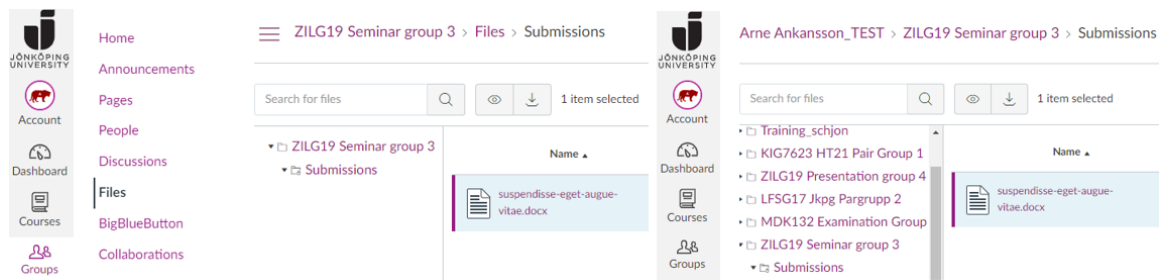 JÖNKÖPING
UNIVERSITY
Account
Dashboard
Courses
Groups
Home
Announcements
Pages
People
Discussions
Files
BigBlueButton
Collaborations
ZILG19 Seminar group 3 > Files > Submissions
Search for files
1 item selected
ZILG19 Seminar group 3
Submissions
Name
suspendisse-eget-augue-
vitae.docx
JÖNKÖPING
UNIVERSITY
Account
Dashboard
Courses
Groups
Arne Ankansson_TEST > ZILG19 Seminar group 3 > Submissions
Search for files
1 item selected
Training_schjon
KIG7623 HT21 Pair Group 1
ZILG19 Presentation group 4
LFSG17 Jkpg Pargrupp 2
MDK132 Examination Group
ZILG19 Seminar group 3
Submissions
Name
suspendisse-eget-augue-
vitae.docx